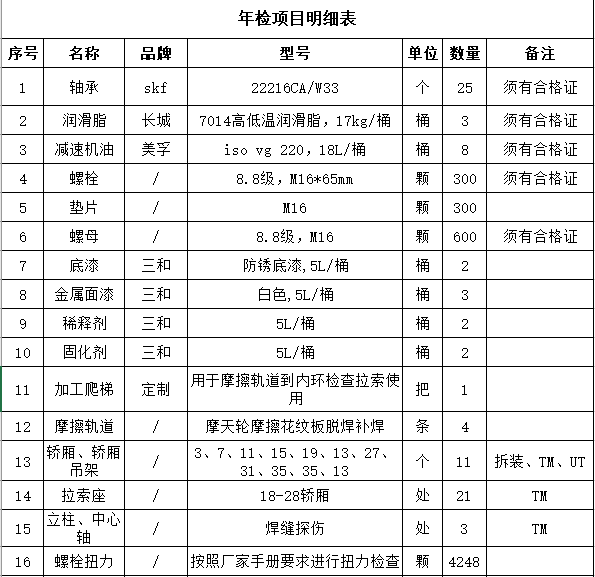 年检项目明细表
序号 名称 品牌 型号 单位 数量 备注
1 轴承 skf 22216CA/W33 个 25 须有合格证
2 润滑脂 长城 7014高低温润滑脂，17kg/桶 桶 3 须有合格证
3 减速机油 美孚 iso vg 220，18L/桶 桶 8 须有合格证
4 螺栓 / 8.8级，M16*65mm 颗 300 须有合格证
5 垫片 / M16 颗 300
6 螺母 / 8.8级，M16 颗 600 须有合格证
7 底漆 三和 防锈底漆,5L/桶 桶 2
8 金属面漆 三和 白色,5L/桶 桶 3
9 稀释剂 三和 5L/桶 桶 2
10 固化剂 三和 5L/桶 桶 2
11 加工爬梯 定制 用于摩擦轨道到内环检查拉索使
用 把 1
12 摩擦轨道 / 摩天轮摩擦花纹板脱焊补焊 条 4
13 轿厢、轿厢
吊架 / 3、7、11、15、19、13、27、
31、35、35、13 个 11 拆装、TM、UT
14 拉索座 / 18-28轿厢 处 21 TM
15 立柱、中心
轴 / 焊缝探伤 处 3 TM
16 螺栓扭力 / 按照厂家手册要求进行扭力检查 颗 4248